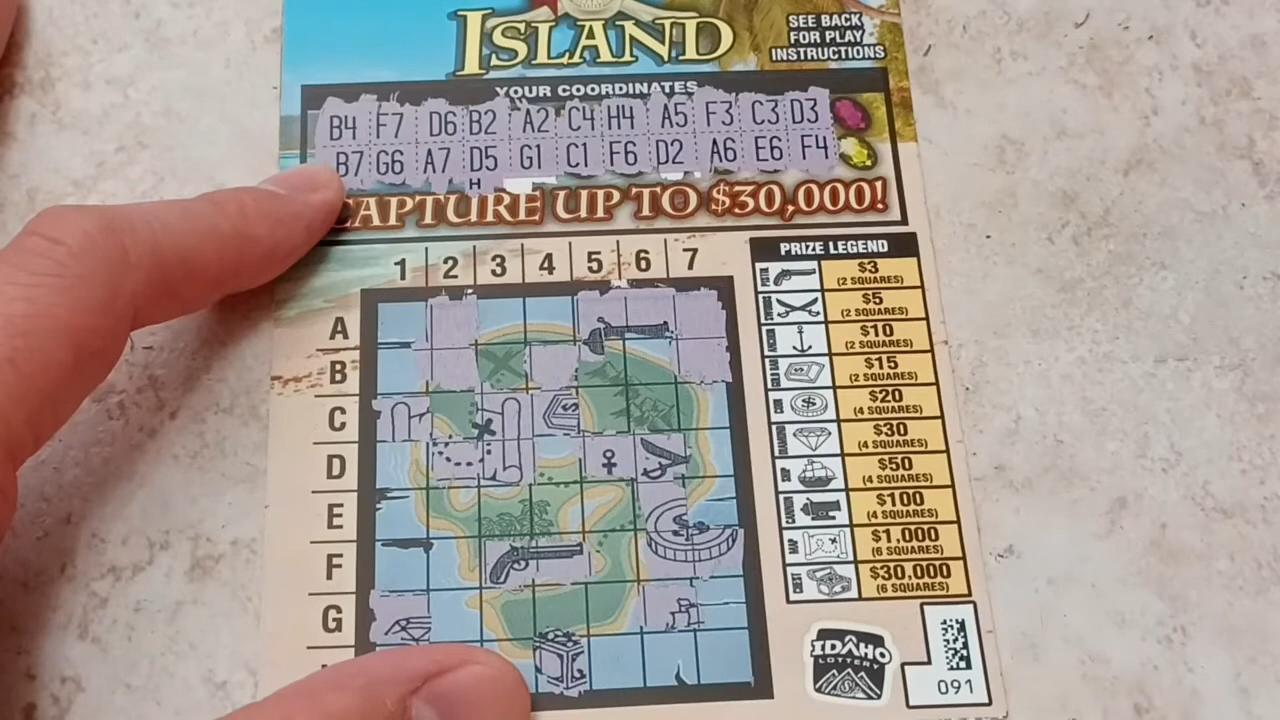 ISLAND
SEE BACK
FOR PLAY
INSTRUCTIONS
YOUR COORDINATES
B4 F7 D6 B2 A2 C4 H4 A5 F3 C3 D3
B7 G6 A7 D5 G1 C1 F6 D2 A6 E6 F4
H
CAPTURE UP TO $30,000!
1 2 3 4 5 6 7
A
B
C
D
E
F
G
PRIZE LEGEND
PISTOL $3
(2 SQUARES)
SWORDS $5
(2 SQUARES)
ANCHOR $10
(2 SQUARES)
GOLD BAR $15
(2 SQUARES)
COIN $20
(4 SQUARES)
DIAMOND $30
(4 SQUARES)
SHIP $50
(4 SQUARES)
CANNON $100
(4 SQUARES)
MAP $1,000
(6 SQUARES)
CHEST $30,000
(6 SQUARES)
IDAHO
LOTTERY
091